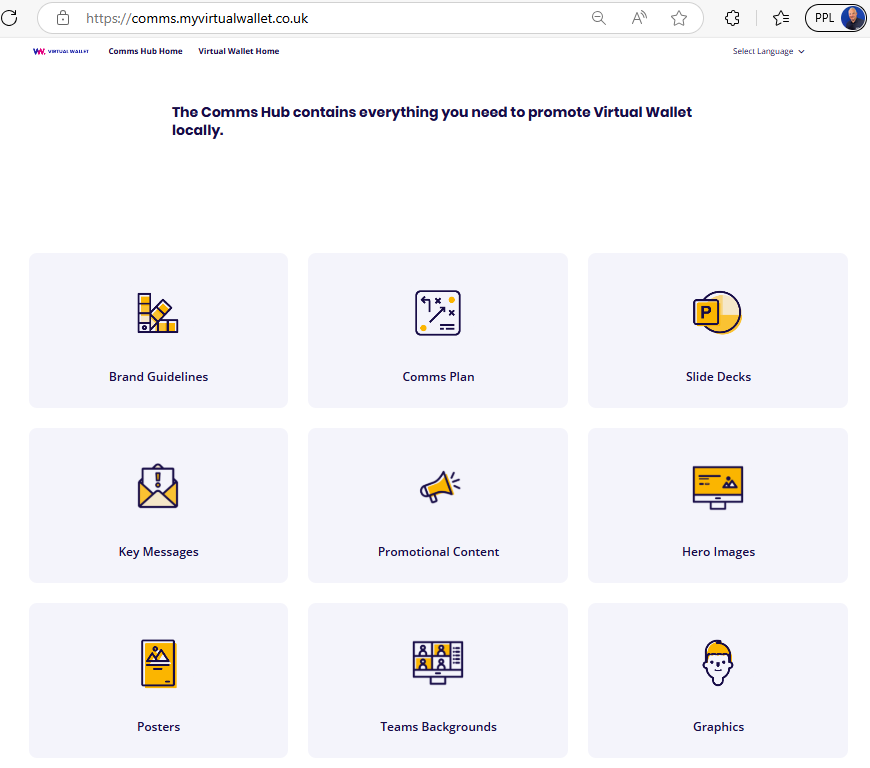 https://comms.myvirtualwallet.co.uk
A
PPL
VW VIRTUAL WALLET
Comms Hub Home
Virtual Wallet Home
Select Language
The Comms Hub contains everything you need to promote Virtual Wallet
locally.
P
Brand Guidelines
Comms Plan
Slide Decks
!
Key Messages
Promotional Content
Hero Images
Posters
Teams Backgrounds
Graphics